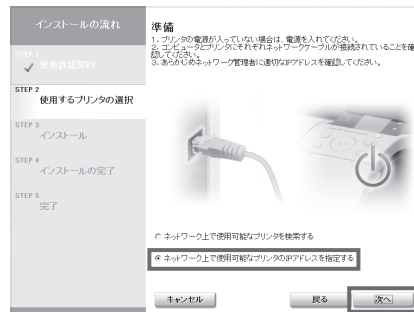 インストールの流れ
STEP 1
使用許諾契約
STEP 2
使用するプリンタの選択
STEP 3
インストール
STEP 4
インストールの完了
STEP 5
完了
準備
1. プリンタの電源が入っていない場合は、電源を入れてください。
2. コンピュータとプリンタにそれぞれネットワークケーブルが接続されていることを確
認してください。
3. あらかじめネットワーク管理者に適切なIPアドレスを確認してください。
ネットワーク上で使用可能なプリンタを検索する
ネットワーク上で使用可能なプリンタのIPアドレスを指定する
キャンセル
戻る
次へ